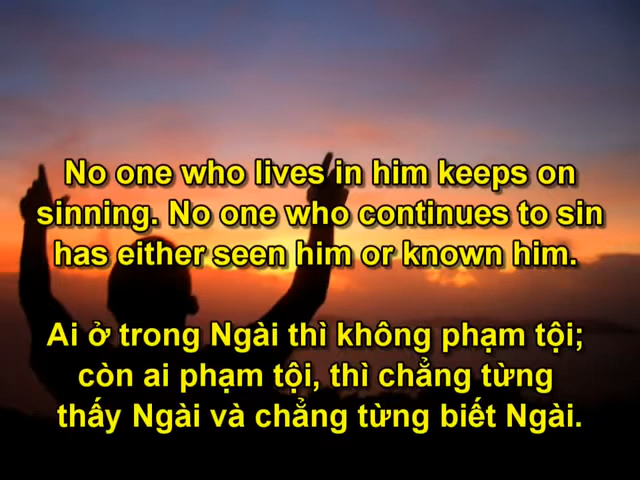 No one who lives in him keeps on
sinning. No one who continues to sin
has either seen him or known him.
Ai ở trong Ngài thì không phạm tội;
còn ai phạm tội, thì chẳng từng
thấy Ngài và chẳng từng biết Ngài.